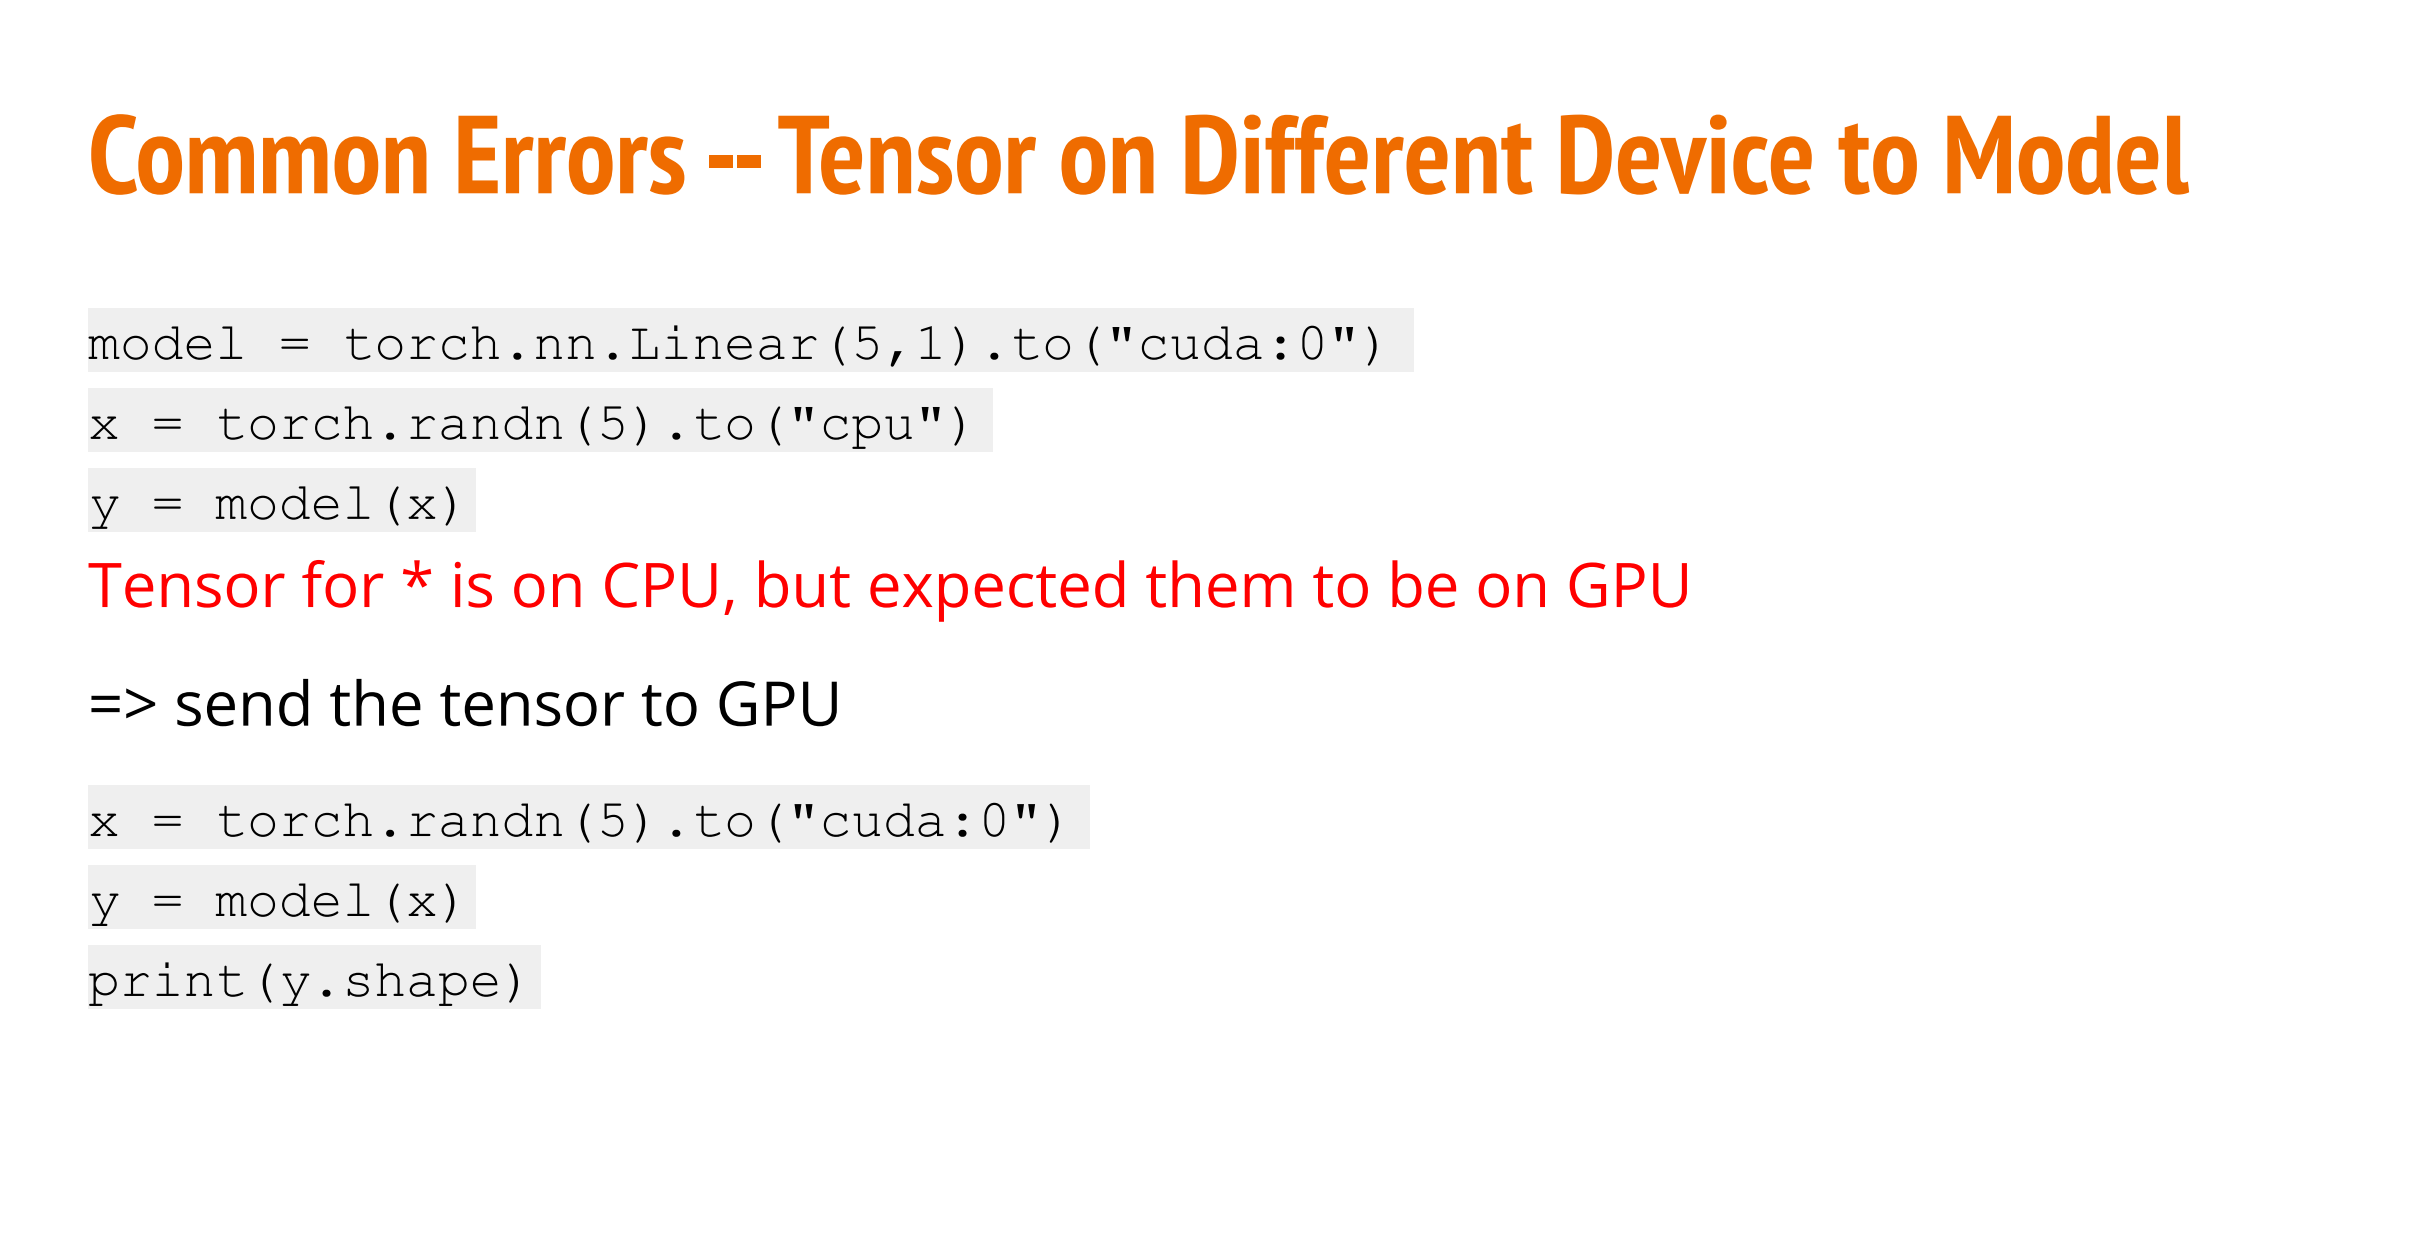 Common Errors -- Tensor on Different Device to Model
model = torch.nn.Linear(5,1).to("cuda:0")
x = torch.randn(5).to("cpu")
y = model(x)
Tensor for * is on CPU, but expected them to be on GPU
=> send the tensor to GPU
x = torch.randn(5).to("cuda:0")
y = model(x)
print(y.shape)